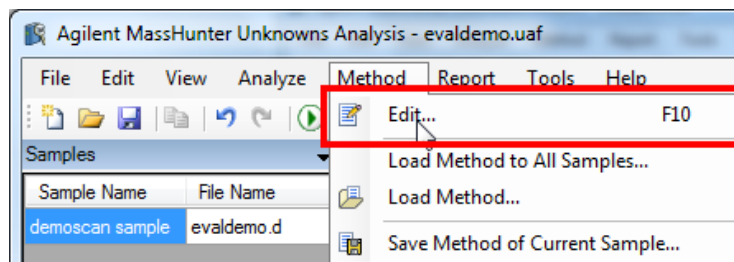 Agilent MassHunter Unknowns Analysis - evaldemo.uaf
File Edit View Analyze Method Report Tools Help
Edit... F10
Samples
Load Method to All Samples...
Sample Name File Name
Load Method...
demoscan sample evaldemo.d
Save Method of Current Sample...